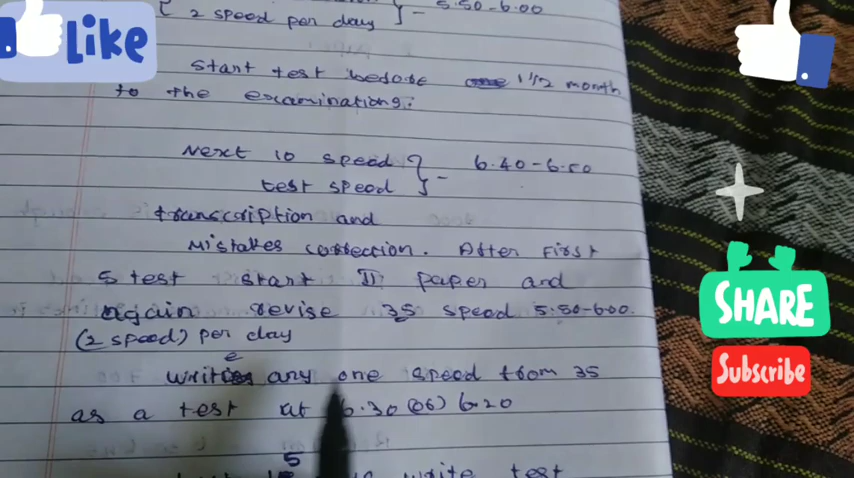 2 speed per day } - 5.50-6.00
Like
start test before 1 1/2 month
to the examinations.
Next 10 speed } - 6.40-6.50
test speed
transcription and
Mistakes correction. After First
5 test start II paper and
again revise 35 speed 5:50-6.00.
(2 speed) per day
write any one speed from 35
as a test at 6.30 (or) 6.20
5
write test
SHARE
Subscribe